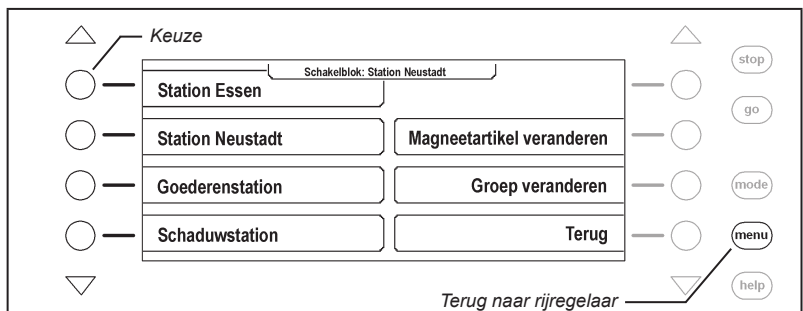 Keuze
Schakelblok: Station Neustadt
stop
Station Essen
go
Station Neustadt
Magneetartikel veranderen
Goederenstation
Groep veranderen
mode
Schaduwstation
Terug
menu
help
Terug naar rijregelaar